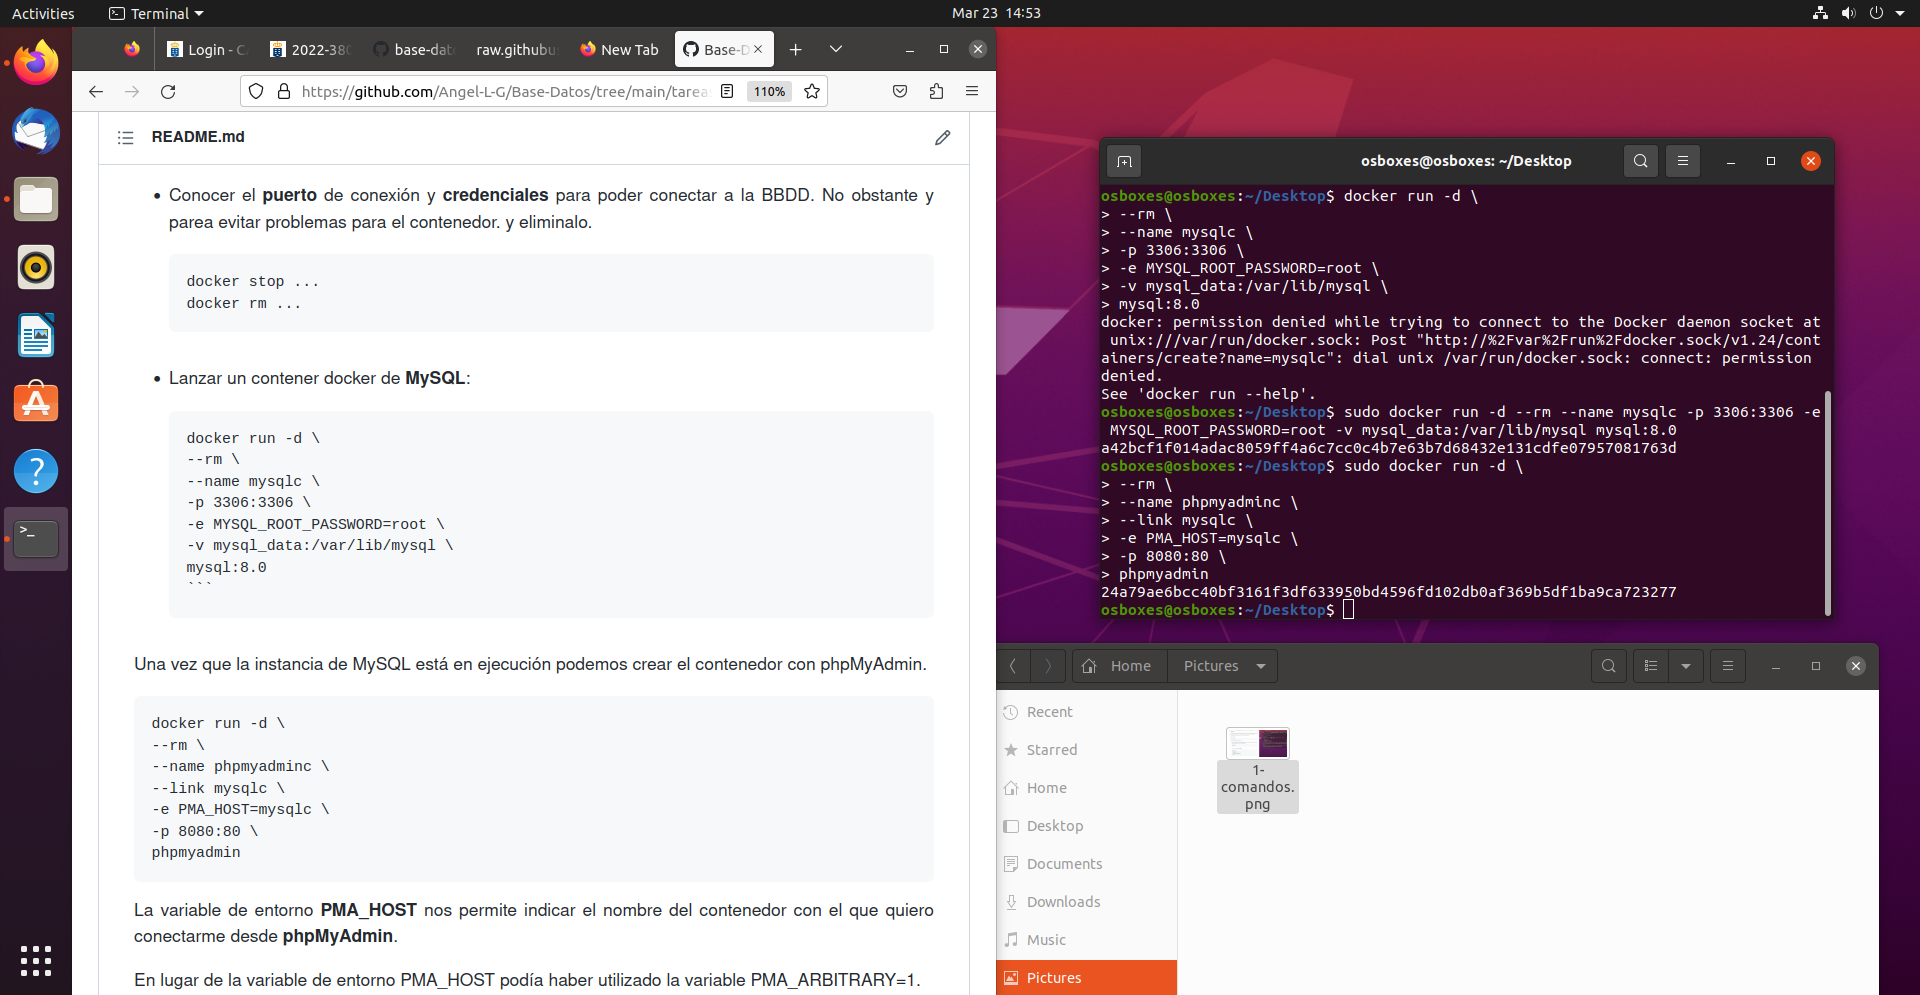 Activities
Terminal
Mar 23 14:53
Login - C
2022-380
base-dat
raw.githubu
New Tab
Base-D
https://github.com/Angel-L-G/Base-Datos/tree/main/tarea
110%
README.md
• Conocer el puerto de conexión y credenciales para poder conectar a la BBDD. No obstante y
parea evitar problemas para el contenedor. y eliminalo.
docker stop ...
docker rm ...
• Lanzar un contener docker de MySQL:
docker run -d \
--rm \
--name mysqlc \
-p 3306:3306 \
-e MYSQL_ROOT_PASSWORD=root \
-v mysql_data:/var/lib/mysql \
mysql:8.0
```
Una vez que la instancia de MySQL está en ejecución podemos crear el contenedor con phpMyAdmin.
docker run -d \
--rm \
--name phpmyadminc \
--link mysqlc \
-e PMA_HOST=mysqlc \
-p 8080:80 \
phpmyadmin
La variable de entorno PMA_HOST nos permite indicar el nombre del contenedor con el que quiero
conectarme desde phpMyAdmin.
En lugar de la variable de entorno PMA_HOST podía haber utilizado la variable PMA_ARBITRARY=1.
osboxes@osboxes: ~/Desktop
osboxes@osboxes:~/Desktop$ docker run -d \
> --rm \
> --name mysqlc \
> -p 3306:3306 \
> -e MYSQL_ROOT_PASSWORD=root \
> -v mysql_data:/var/lib/mysql \
> mysql:8.0
docker: permission denied while trying to connect to the Docker daemon socket at
unix:///var/run/docker.sock: Post "http://%2Fvar%2Frun%2Fdocker.sock/v1.24/cont
ainers/create?name=mysqlc": dial unix /var/run/docker.sock: connect: permission
denied.
See 'docker run --help'.
osboxes@osboxes:~/Desktop$ sudo docker run -d --rm --name mysqlc -p 3306:3306 -e
MYSQL_ROOT_PASSWORD=root -v mysql_data:/var/lib/mysql mysql:8.0
a42bcf1f014adac8059ff4a6c7cc0c4b7e63b7d68432e131cdfe07957081763d
osboxes@osboxes:~/Desktop$ sudo docker run -d \
> --rm \
> --name phpmyadminc \
> --link mysqlc \
> -e PMA_HOST=mysqlc \
> -p 8080:80 \
> phpmyadmin
24a79ae6bcc40bf3161f3df633950bd4596fd102db0af369b5df1ba9ca723277
osboxes@osboxes:~/Desktop$
Home
Pictures
Recent
Starred
Home
Desktop
Documents
Downloads
Music
Pictures
1-
comandos.
png